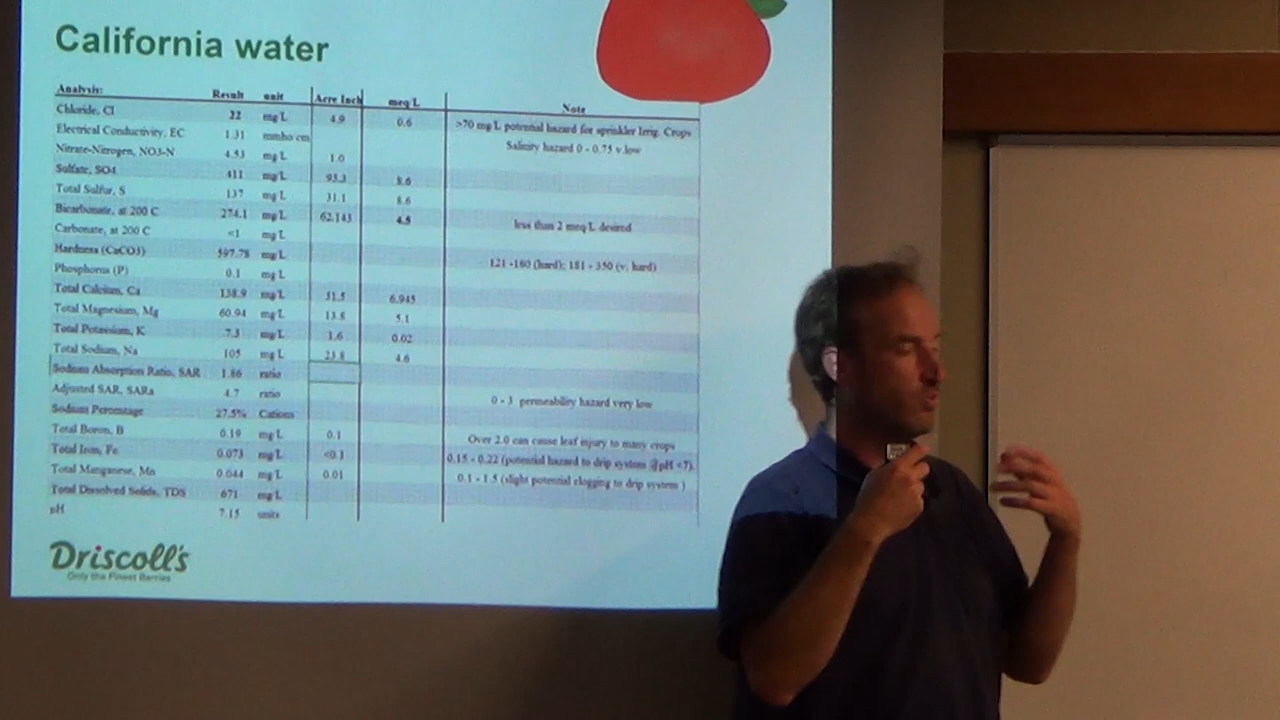 California water
Analysis: Result unit Acre Inch meq/L Note
Chloride, Cl 22 mg/L 4.9 0.6 >70 mg/L potential hazard for sprinkler Irrig. Crops
Electrical Conductivity, EC 1.31 mmho/cm Salinity hazard 0 - 0.75 v.low
Nitrate-Nitrogen, NO3-N 4.53 mg/L 1.0
Sulfate, SO4 411 mg/L 93.3 8.6
Total Sulfur, S 137 mg/L 31.1 8.6
Bicarbonate, at 200 C 274.1 mg/L 62.143 4.5 less than 2 meq/L desired
Carbonate, at 200 C <1 mg/L
Hardness (CaCO3) 597.78 mg/L 121 -180 (hard); 181 - 350 (v. hard)
Phosphorus (P) 0.1 mg/L
Total Calcium, Ca 138.9 mg/L 31.5 6.945
Total Magnesium, Mg 60.94 mg/L 13.8 5.1
Total Potassium, K 7.3 mg/L 1.6 0.02
Total Sodium, Na 105 mg/L 23.8 4.6
Sodium Absorption Ratio, SAR 1.86 ratio
Adjusted SAR, SARa 4.7 ratio 0 - 3 permeability hazard very low
Sodium Percentage 27.5% Cations
Total Boron, B 0.19 mg/L 0.1 Over 2.0 can cause leaf injury to many crops
Total Iron, Fe 0.073 mg/L <0.1 0.15 - 0.22 (potential hazard to drip system @pH <7)
Total Manganese, Mn 0.044 mg/L 0.01 0.1 - 1.5 (slight potential clogging to drip system )
Total Dissolved Solids, TDS 671 mg/L
pH 7.15 units
Driscoll's
Only the Finest Berries